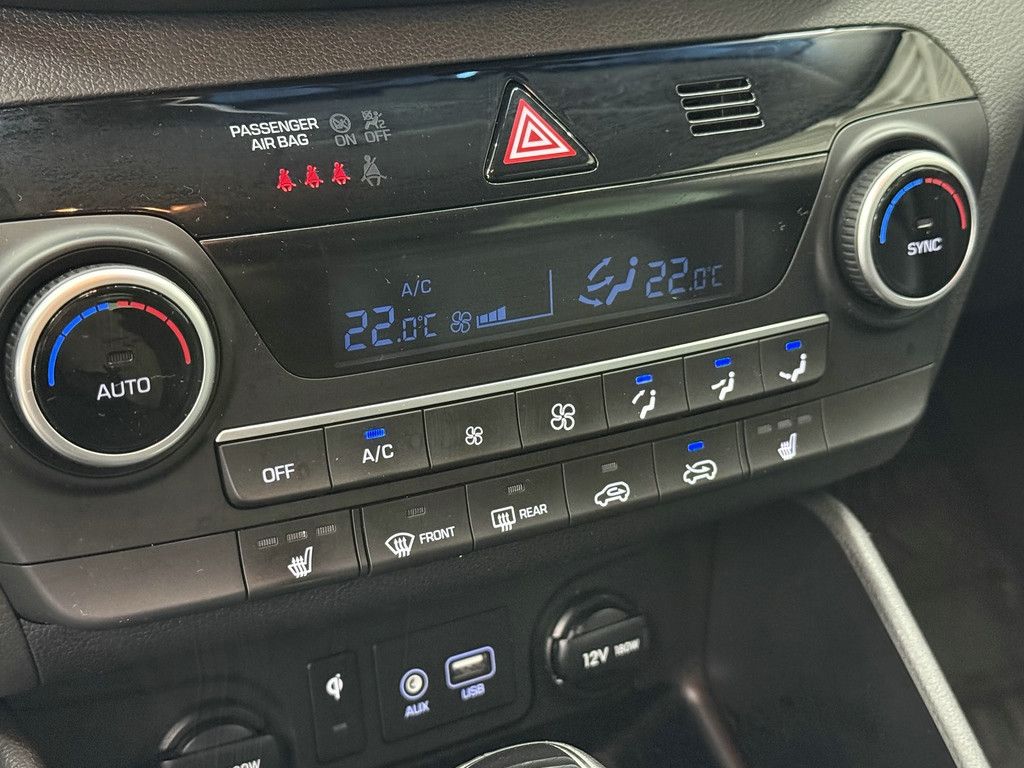 PASSENGER
AIR BAG
ON OFF
A/C
22.0°C
22.0°C
SYNC
AUTO
OFF
A/C
FRONT
REAR
AUX
USB
12V 180W